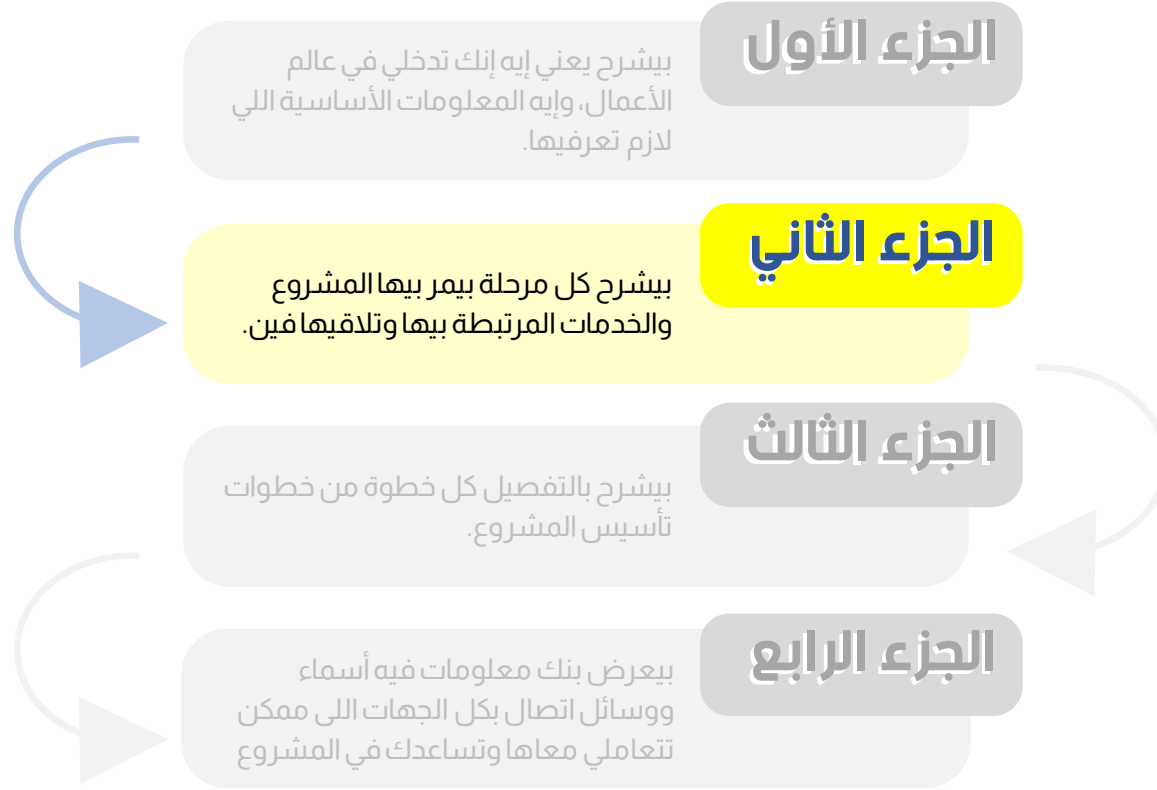 الجزء الأول
بيشرح يعني إيه إنك تدخلي في عالم
الأعمال، وإيه المعلومات الأساسية اللي
لازم تعرفيها.
الجزء الثاني
بيشرح كل مرحلة بيمر بيها المشروع
والخدمات المرتبطة بيها وتلاقيها فين.
الجزء الثالث
بيشرح بالتفصيل كل خطوة من خطوات
تأسيس المشروع.
الجزء الرابع
بيعرض بنك معلومات فيه أسماء
ووسائل اتصال بكل الجهات اللى ممكن
تتعاملي معاها وتساعدك في المشروع